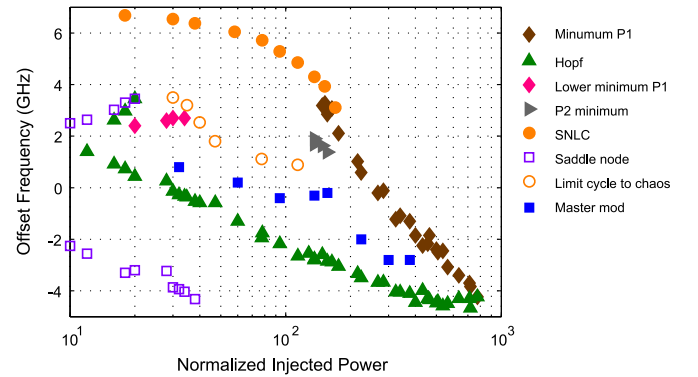 6
4
2
0
-2
-4
Offset Frequency (GHz)
10^1
10^2
10^3
Normalized Injected Power
Minumum P1
Hopf
Lower minimum P1
P2 minimum
SNLC
Saddle node
Limit cycle to chaos
Master mod